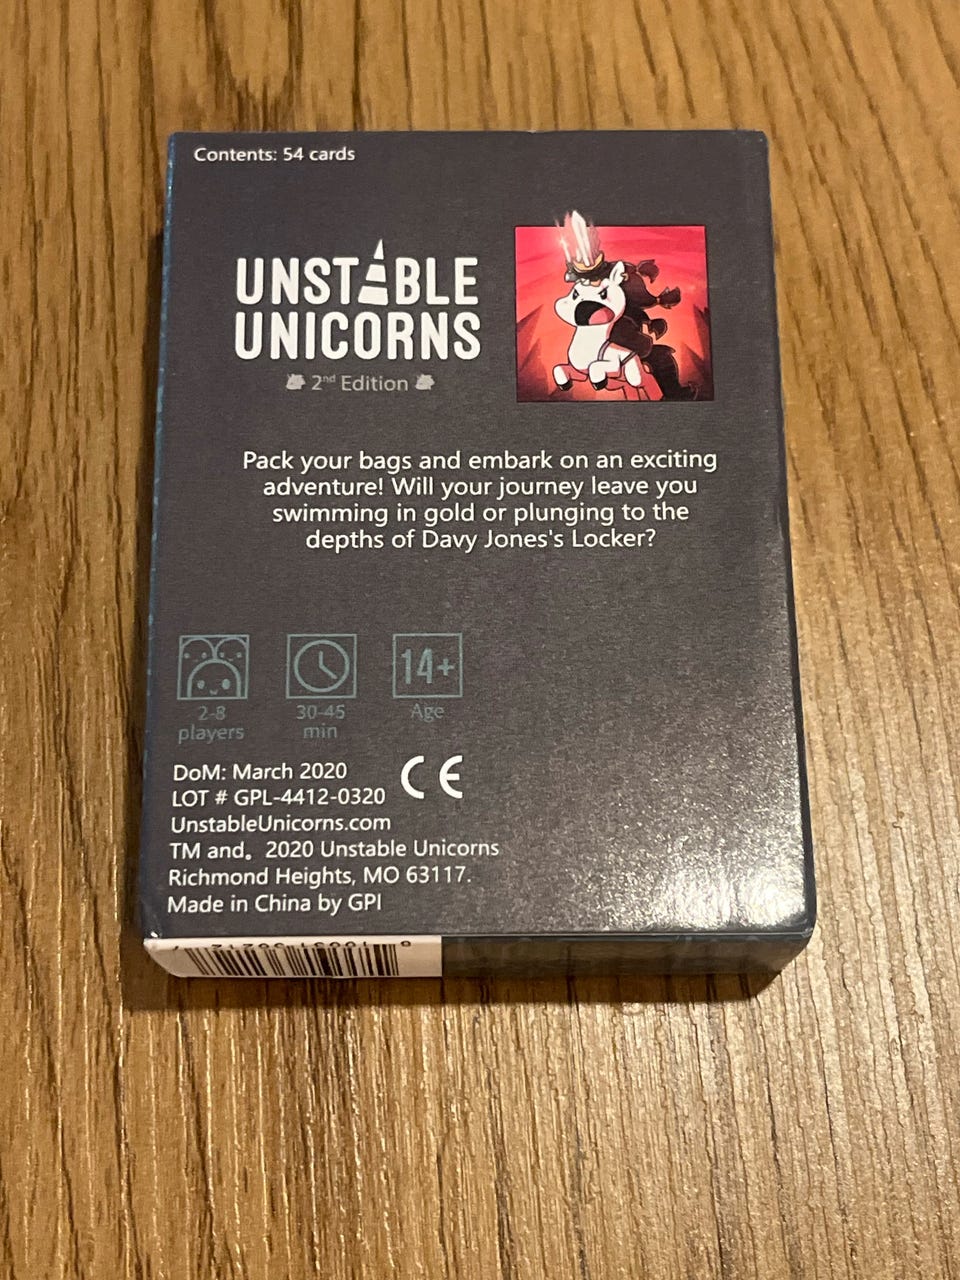 Contents: 54 cards
UNSTABLE
UNICORNS
2nd Edition
Pack your bags and embark on an exciting
adventure! Will your journey leave you
swimming in gold or plunging to the
depths of Davy Jones's Locker?
2-8
players
30-45
min
14+
Age
DoM: March 2020
LOT # GPL-4412-0320
UnstableUnicorns.com
TM and. 2020 Unstable Unicorns
Richmond Heights, MO 63117.
Made in China by GPI
CE